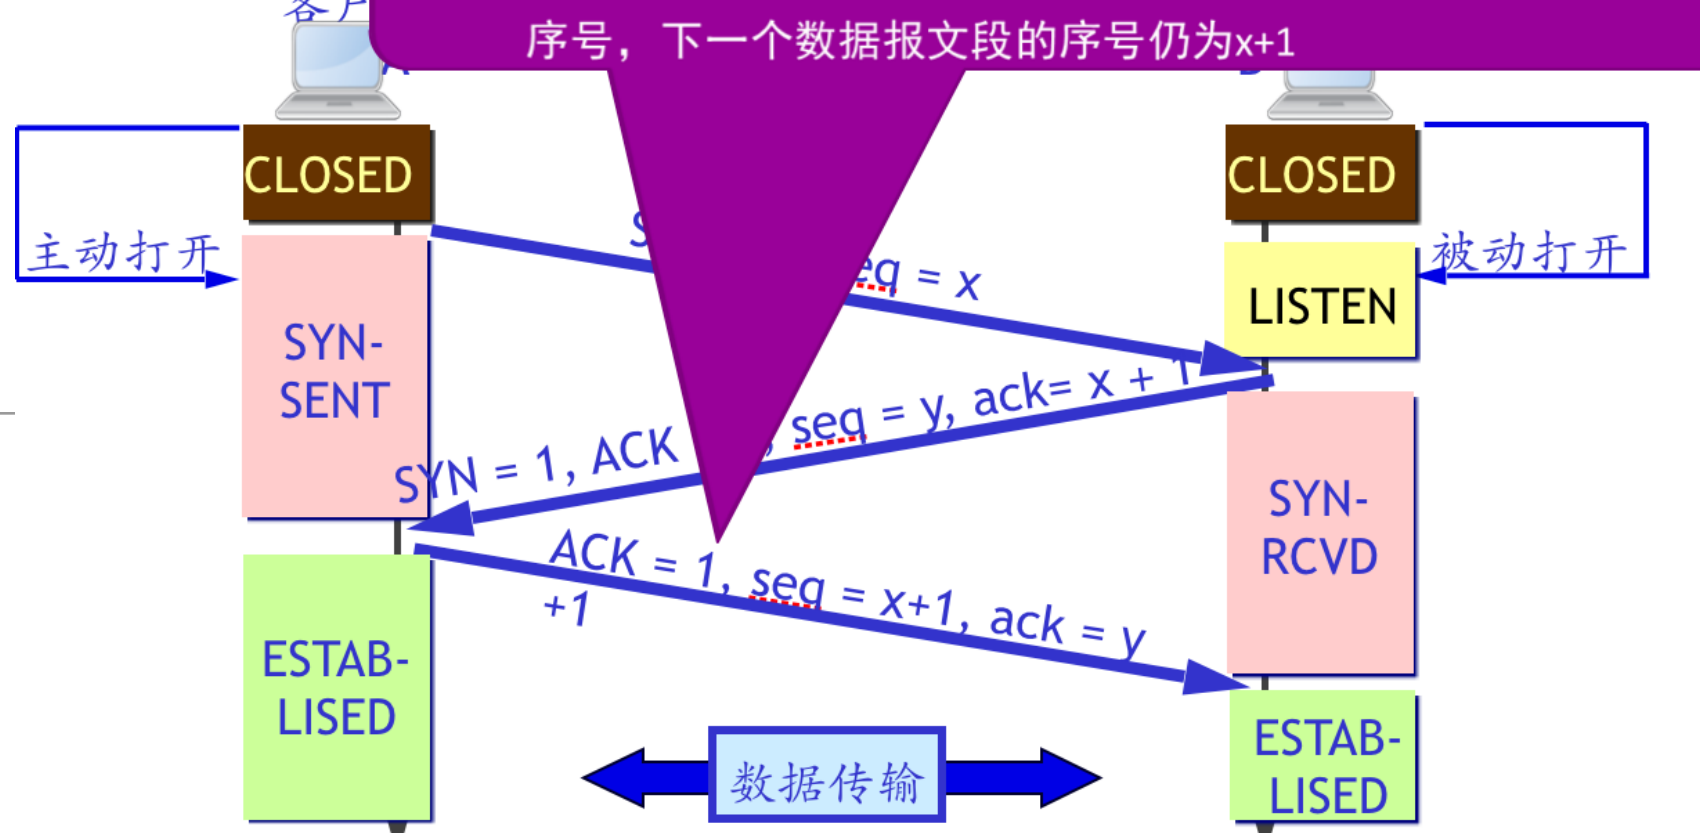 序号，下一个数据报文段的序号仍为x+1
A
CLOSED
CLOSED
主动打开
被动打开
seq = x
LISTEN
SYN-
SENT
SYN = 1, ACK
, seq = y, ack= x + 1
SYN-
RCVD
ACK = 1, seq = x+1, ack = y
+1
ESTAB-
LISED
ESTAB-
LISED
数据传输